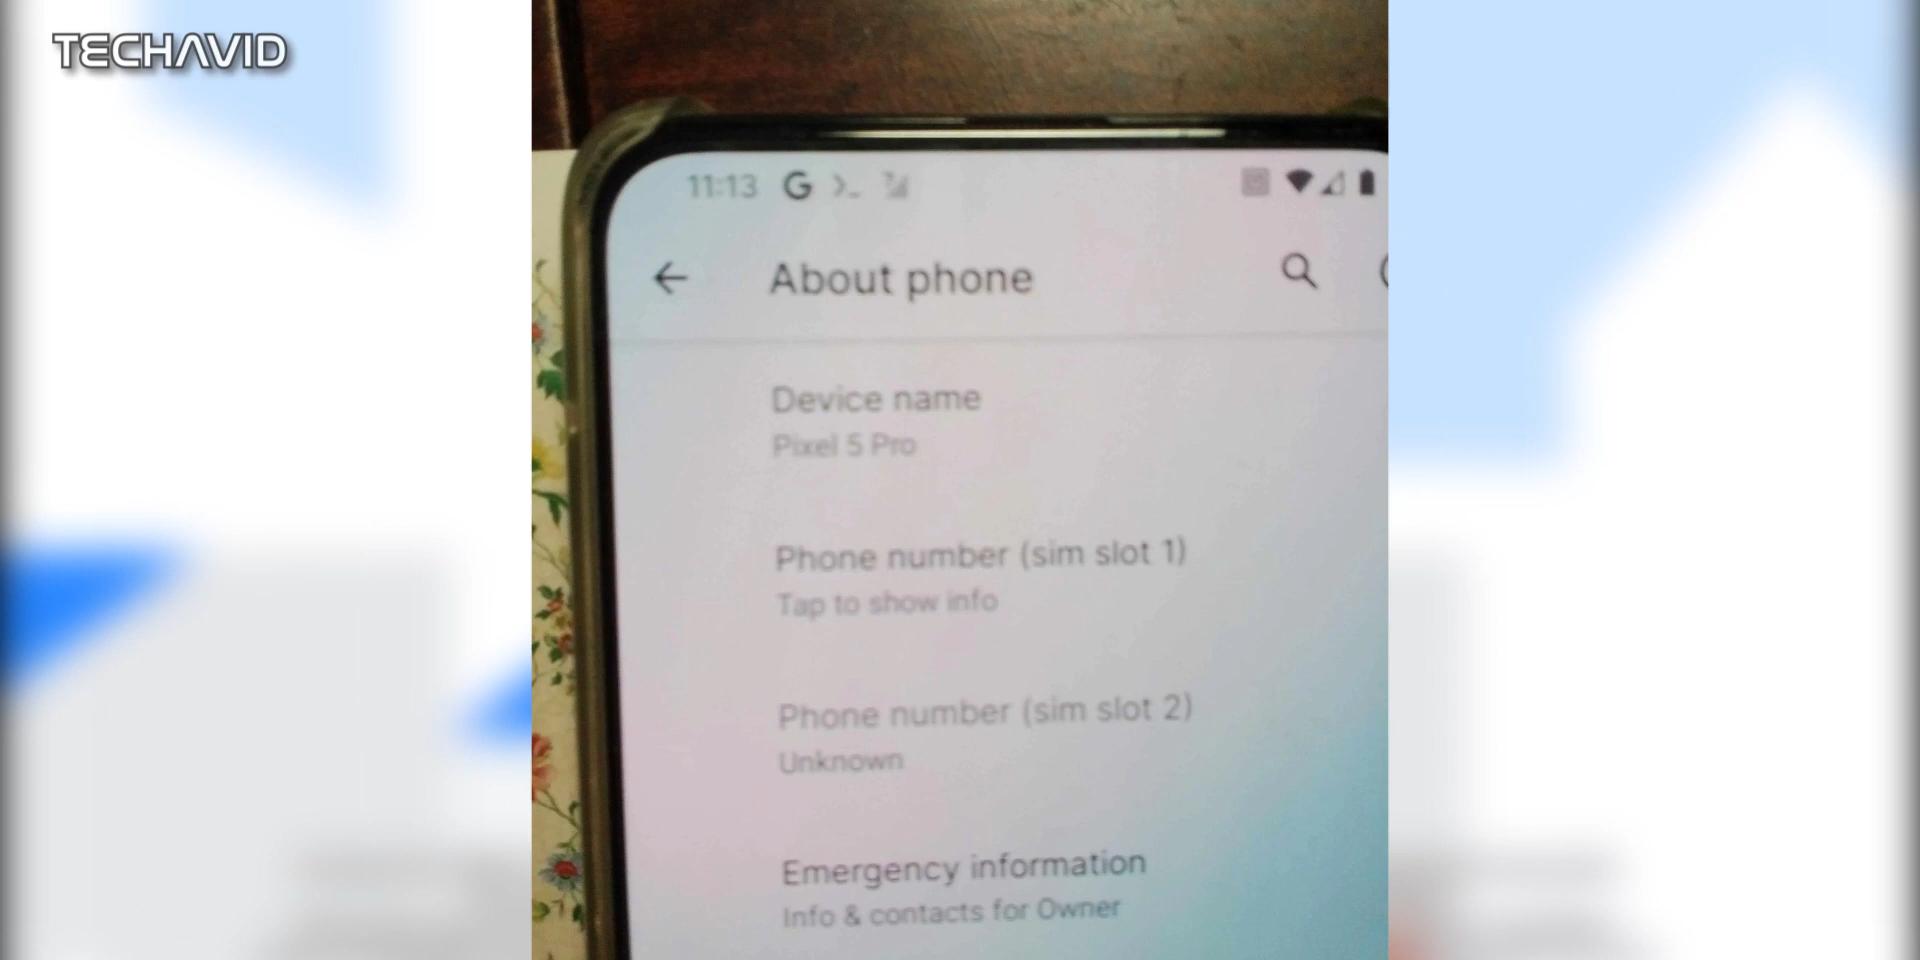 TECHAVID
11:13 G
About phone
Device name
Pixel 5 Pro
Phone number (sim slot 1)
Tap to show info
Phone number (sim slot 2)
Unknown
Emergency information
Info & contacts for Owner